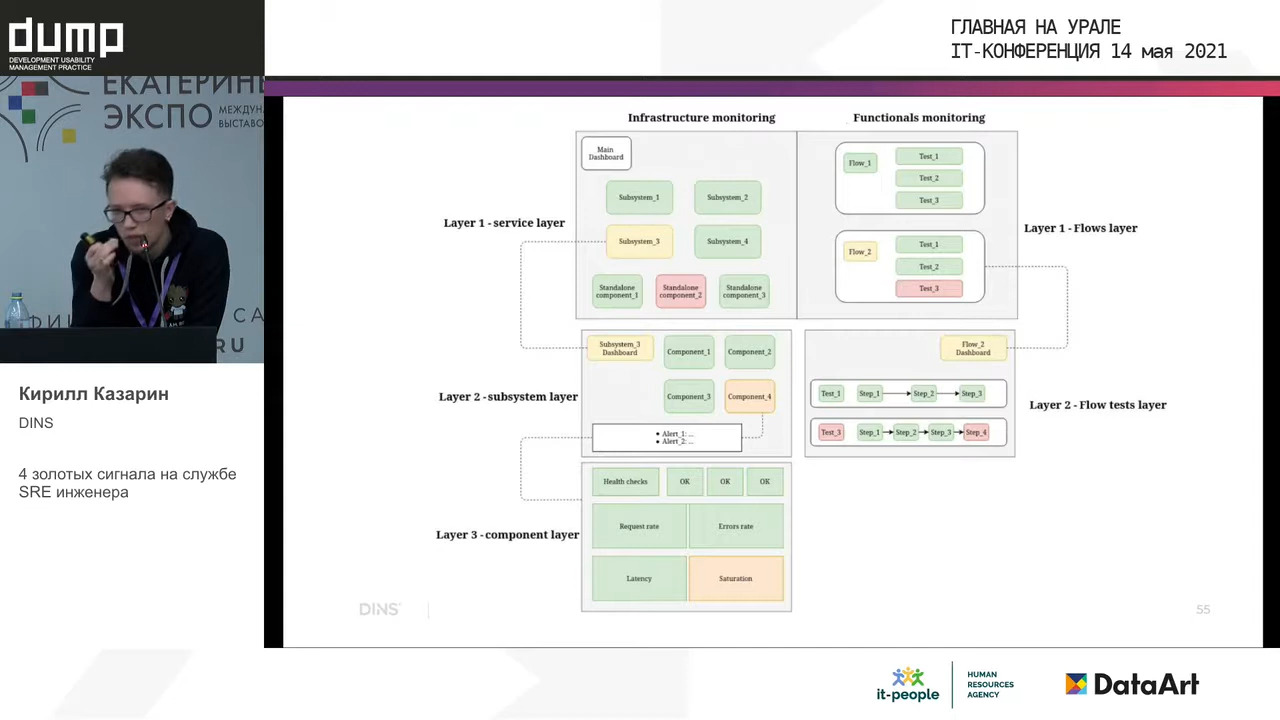 dump
DEVELOPMENT USABILITY
MANAGEMENT PRACTICE
ГЛАВНАЯ НА УРАЛЕ
IT-КОНФЕРЕНЦИЯ 14 мая 2021
ЕКАТЕРИНБ
ЭКСПО
МЕЖДУНА
ВЫСТАВО
СА
RU
Кирилл Казарин
DINS
4 золотых сигнала на службе
SRE инженера
Infrastructure monitoring
Functionals monitoring
Main
Dashboard
Subsystem_1
Subsystem_2
Layer 1 - service layer
Subsystem_3
Subsystem_4
Standalone
component_1
Standalone
component_2
Standalone
component_3
Flow_1
Test_1
Test_2
Test_3
Layer 1 - Flows layer
Flow_2
Test_1
Test_2
Test_3
Subsystem_3
Dashboard
Component_1
Component_2
Layer 2 - subsystem layer
Component_3
Component_4
• Alert_1: ...
• Alert_2: ...
Flow_2
Dashboard
Test_1 Step_1 Step_2 Step_3
Layer 2 - Flow tests layer
Test_3 Step_1 Step_2 Step_3 Step_4
Health checks OK OK OK
Request rate
Errors rate
Layer 3 - component layer
Latency
Saturation
DINS
55
it-people
HUMAN
RESOURCES
AGENCY
DataArt